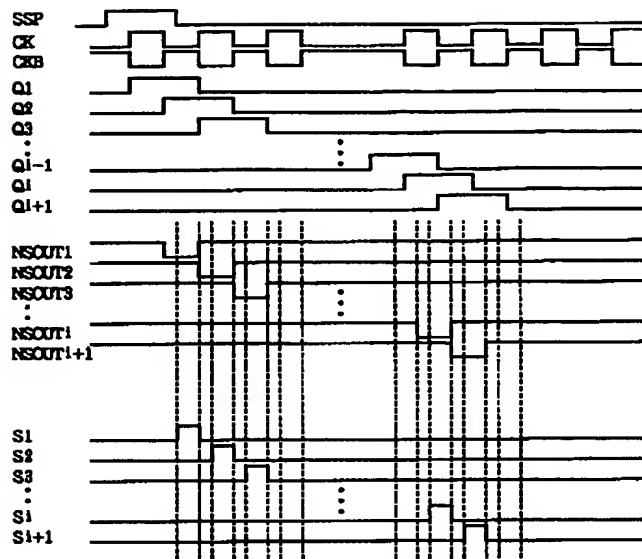 SSP
CK
CKB
Q1
Q2
Q3
Qi-1
Qi
Qi+1
NSOUT1
NSOUT2
NSOUT3
NSOUTi
NSOUTi+1
S1
S2
S3
Si
Si+1